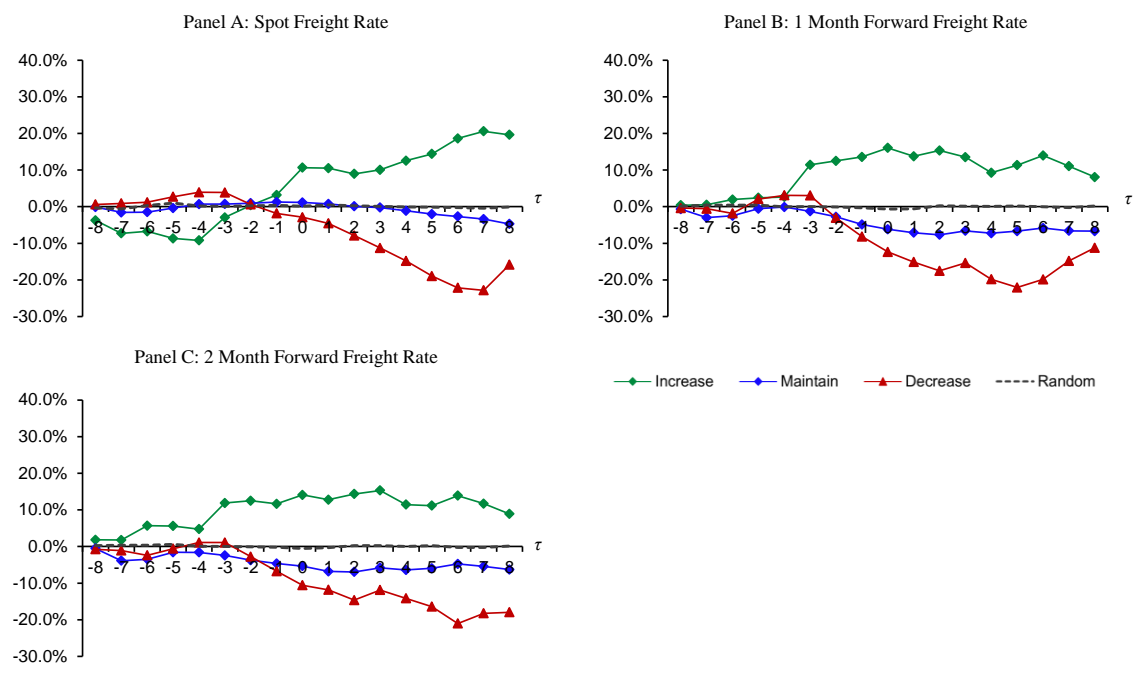 Panel A: Spot Freight Rate
40.0%
30.0%
20.0%
10.0%
0.0%
-10.0%
-20.0%
-30.0%
-8 -7 -6 -5 -4 -3 -2 -1 0 1 2 3 4 5 6 7 8
τ
Panel B: 1 Month Forward Freight Rate
40.0%
30.0%
20.0%
10.0%
0.0%
-10.0%
-20.0%
-30.0%
-8 -7 -6 -5 -4 -3 -2 -1 0 1 2 3 4 5 6 7 8
τ
Panel C: 2 Month Forward Freight Rate
40.0%
30.0%
20.0%
10.0%
0.0%
-10.0%
-20.0%
-30.0%
-8 -7 -6 -5 -4 -3 -2 -1 0 1 2 3 4 5 6 7 8
τ
Increase Maintain Decrease Random